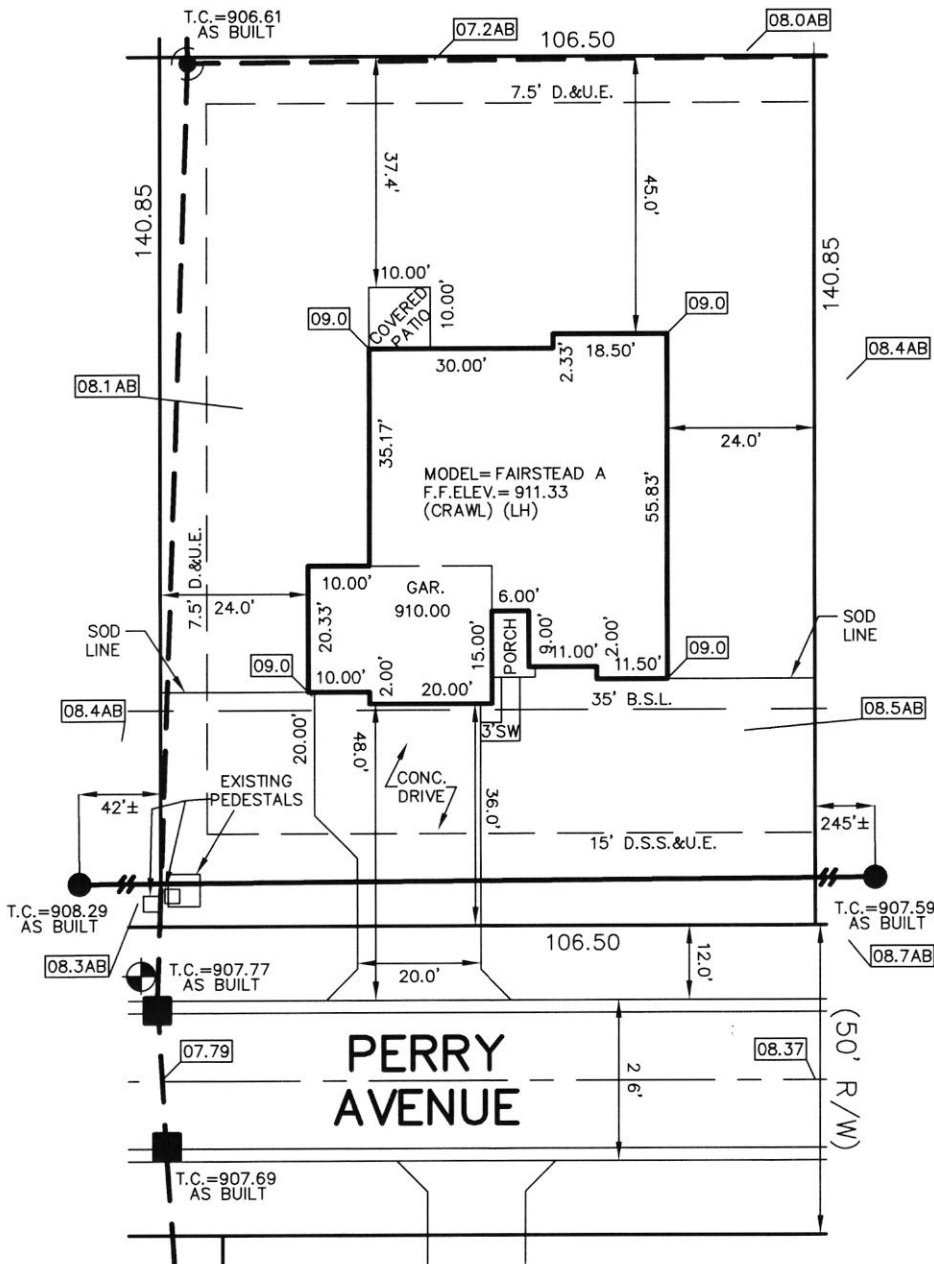 T.C.=906.61
AS BUILT
07.2AB
106.50
08.0AB
7.5' D.&U.E.
37.4'
45.0'
140.85
140.85
10.00'
10.00'
COVERED
PATIO
09.0
09.0
30.00'
2.33'
18.50'
08.4AB
08.1AB
24.0'
35.17'
MODEL= FAIRSTEAD A
F.F.ELEV.= 911.33
(CRAWL) (LH)
55.83'
7.5' D.&U.E.
24.0'
10.00'
GAR.
910.00
6.00'
SOD
LINE
SOD
LINE
20.33'
15.00'
PORCH
6.00'
11.00'
2.00'
11.50'
09.0
09.0
10.00'
2.00'
20.00'
35' B.S.L.
08.4AB
08.5AB
20.00'
48.0'
3'SW
CONC.
DRIVE
36.0'
EXISTING
PEDESTALS
42'±
245'±
15' D.S.S.&U.E.
T.C.=908.29
AS BUILT
T.C.=907.59
AS BUILT
106.50
08.3AB
08.7AB
12.0'
T.C.=907.77
AS BUILT
20.0'
07.79
PERRY
AVENUE
26'
08.37
(50' R/W)
T.C.=907.69
AS BUILT